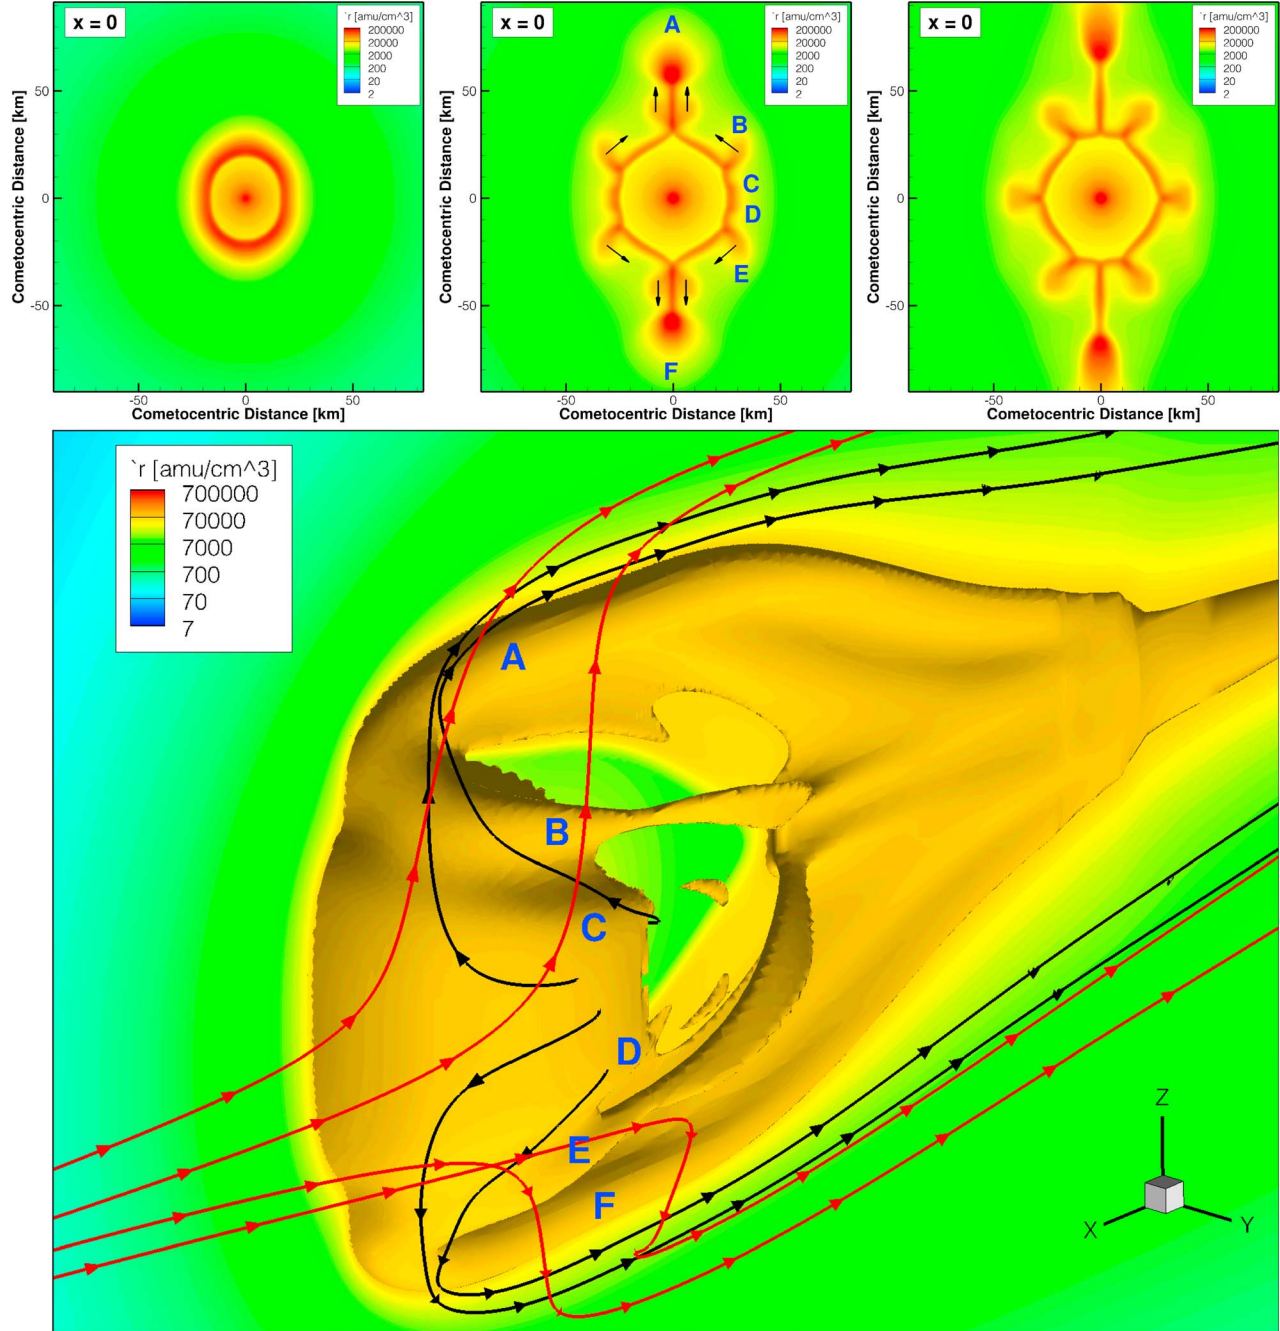 x = 0
`r [amu/cm^3]
200000
20000
2000
200
20
2
Cometocentric Distance [km]
50
0
-50
-50
0
50
Cometocentric Distance [km]
x = 0
`r [amu/cm^3]
200000
20000
2000
200
20
2
A
B
C
D
E
F
Cometocentric Distance [km]
50
0
-50
-50
0
50
Cometocentric Distance [km]
x = 0
`r [amu/cm^3]
200000
20000
2000
200
20
2
Cometocentric Distance [km]
50
0
-50
-50
0
50
Cometocentric Distance [km]
`r [amu/cm^3]
700000
70000
7000
700
70
7
A
B
C
D
E
F
Z
X
Y